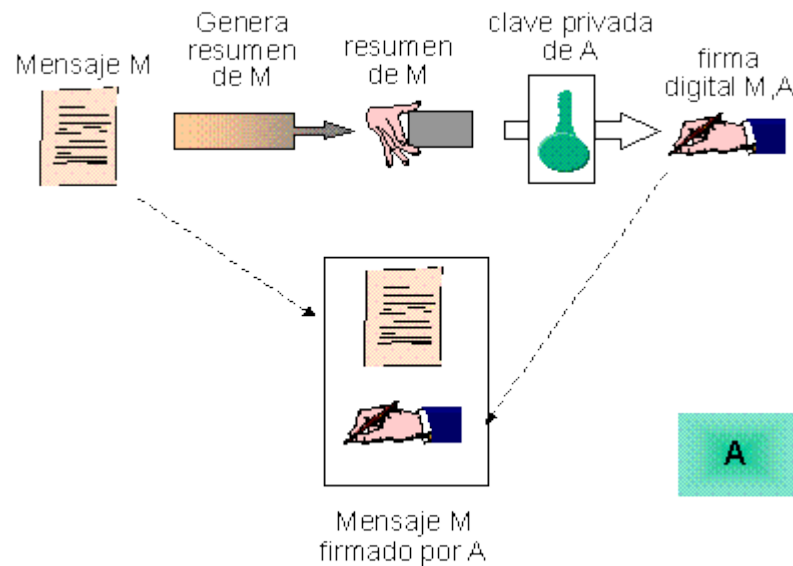 Mensaje M
Genera
resumen
de M
resumen
de M
clave privada
de A
firma
digital M,A
A
Mensaje M
firmado por A